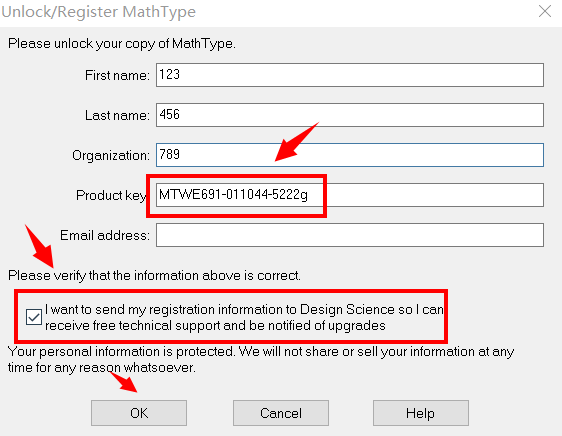 Unlock/Register MathType
Please unlock your copy of MathType.
First name: 123
Last name: 456
Organization: 789
Product key MTWE691-011044-5222g
Email address:
Please verify that the information above is correct.
I want to send my registration information to Design Science so I can
receive free technical support and be notified of upgrades
Your personal information is protected. We will not share or sell your information at any
time for any reason whatsoever.
OK Cancel Help